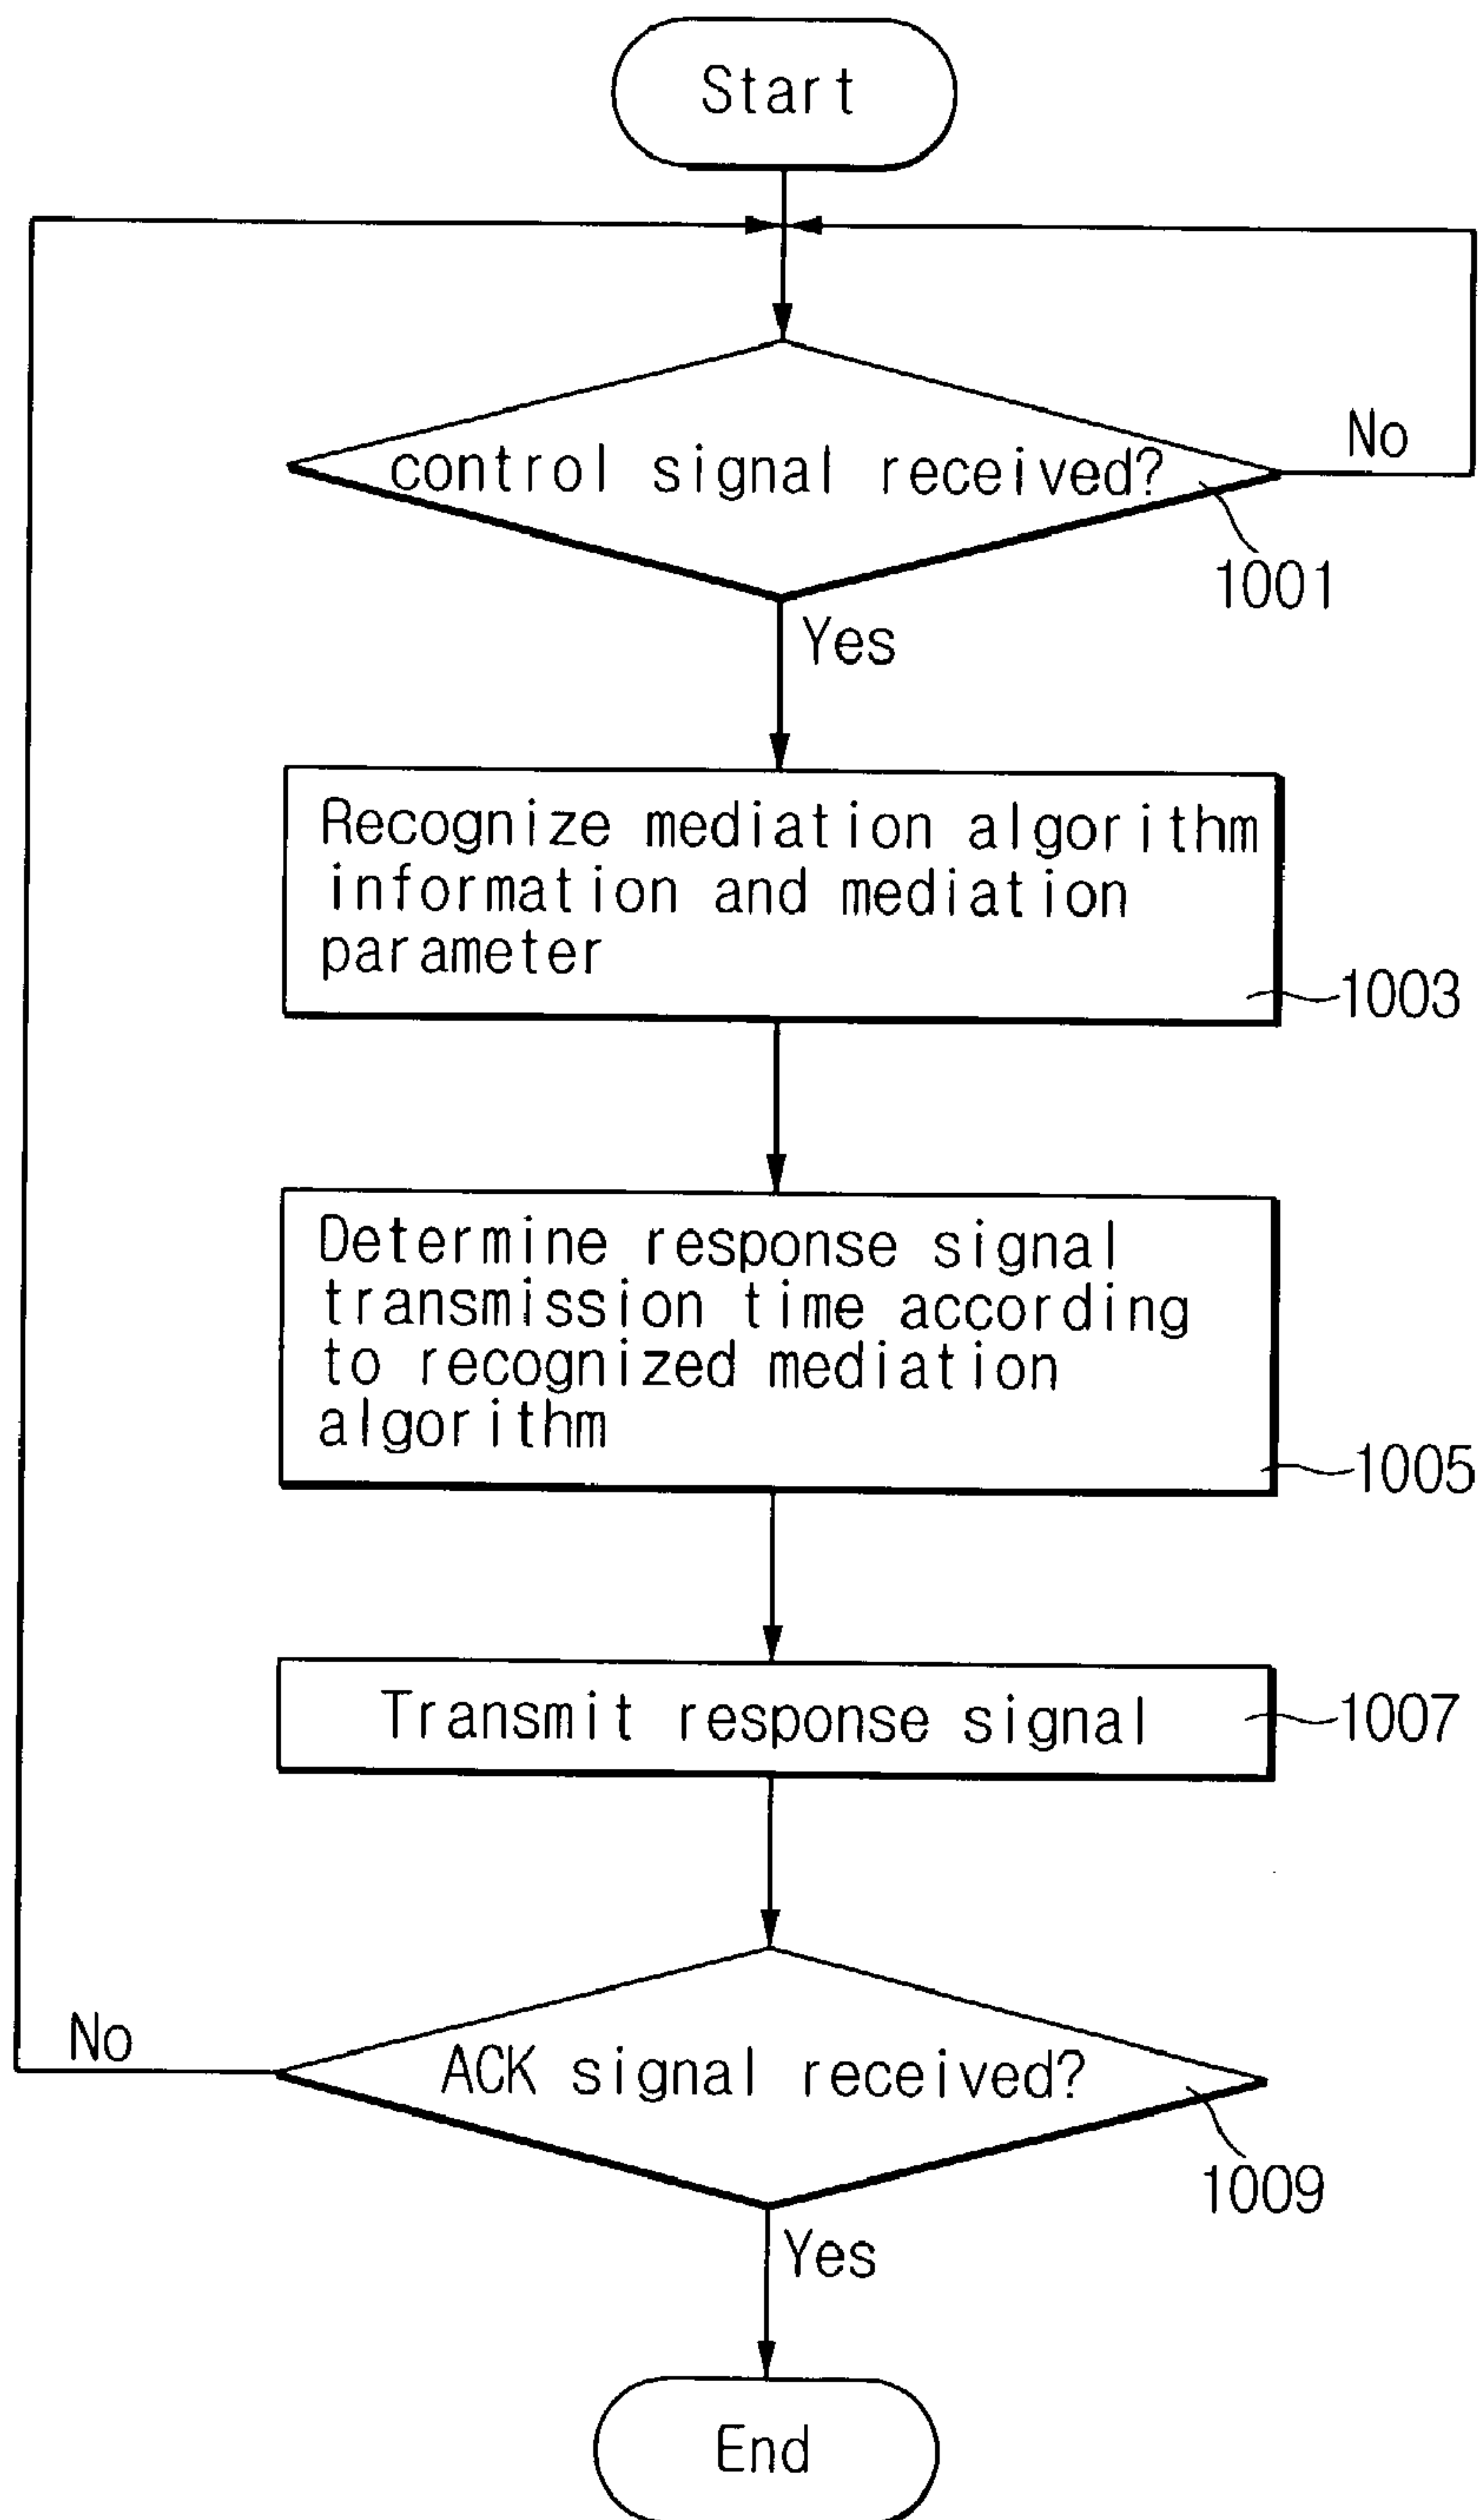 Start
No
control signal received?
1001
Yes
Recognize mediation algorithm
information and mediation
parameter
1003
Determine response signal
transmission time according
to recognized mediation
algorithm
1005
Transmit response signal
1007
No
ACK signal received?
1009
Yes
End